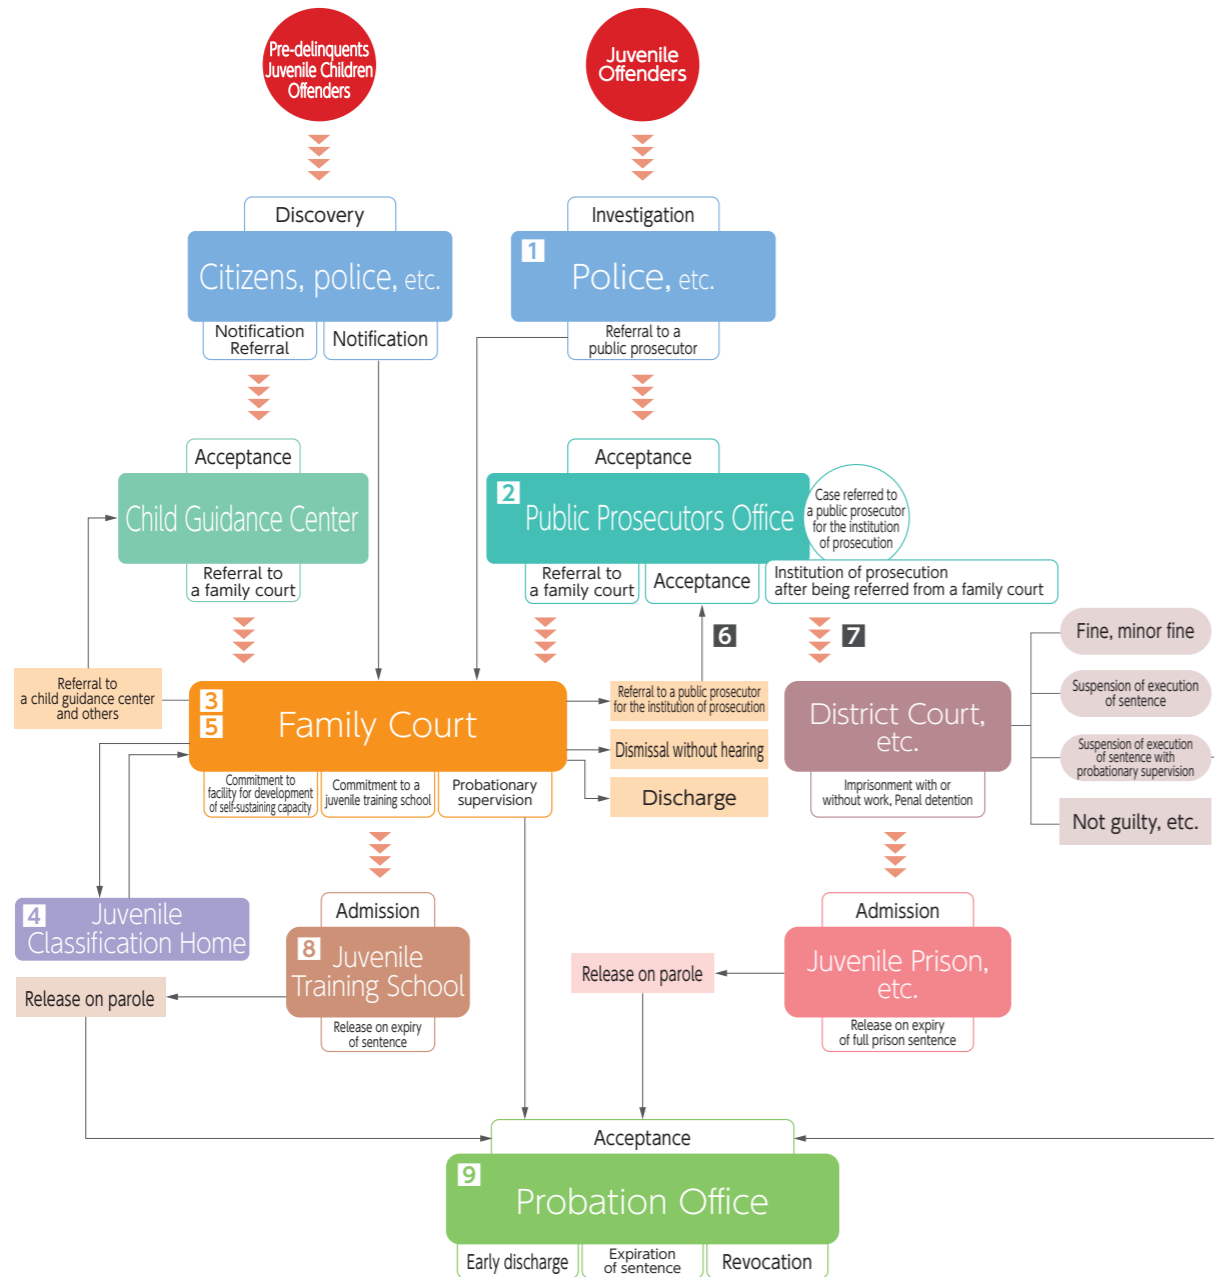 Pre-delinquents
Juvenile Children
Offenders
Juvenile
Offenders
Discovery
Citizens, police, etc.
Notification
Referral
Notification
Investigation
1
Police, etc.
Referral to a
public prosecutor
Acceptance
Child Guidance Center
Referral to
a family court
Acceptance
2
Public Prosecutors Office
Case referred to
a public prosecutor
for the institution
of prosecution
Referral to
a family court
Acceptance
Institution of prosecution
after being referred from a family court
6
7
Referral to
a child guidance center
and others
3
5
Family Court
Commitment to
facility for development
of self-sustaining capacity
Commitment to a
juvenile training school
Probationary
supervision
Referral to a public prosecutor
for the institution of prosecution
Dismissal without hearing
Discharge
District Court,
etc.
Imprisonment with or
without work, Penal detention
Fine, minor fine
Suspension of execution
of sentence
Suspension of execution
of sentence with
probationary supervision
Not guilty, etc.
4
Juvenile
Classification Home
Admission
8
Juvenile
Training School
Release on expiry
of sentence
Release on parole
Admission
Juvenile Prison,
etc.
Release on expiry
of full prison sentence
Release on parole
Acceptance
9
Probation Office
Early discharge
Expiration
of sentence
Revocation